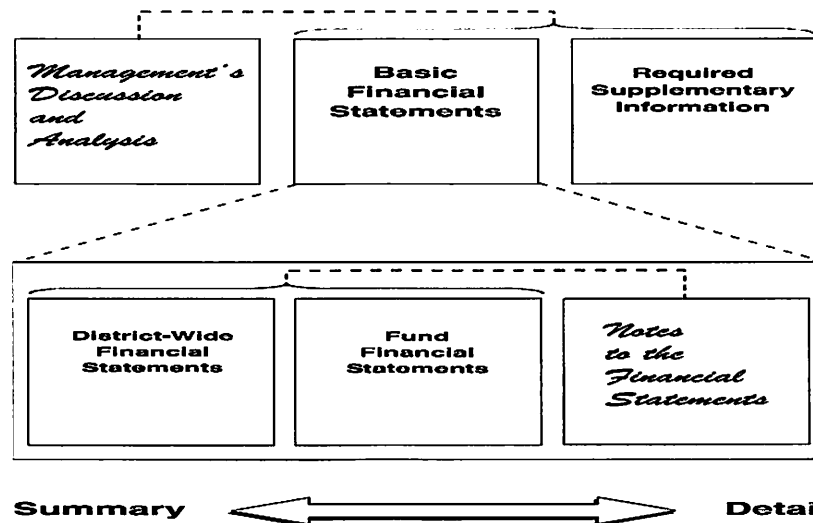 Management's
Discussion
and
Analysis
Basic
Financial
Statements
Required
Supplementary
Information
District-Wide
Financial
Statements
Fund
Financial
Statements
Notes
to the
Financial
Statements
Summary
Detai